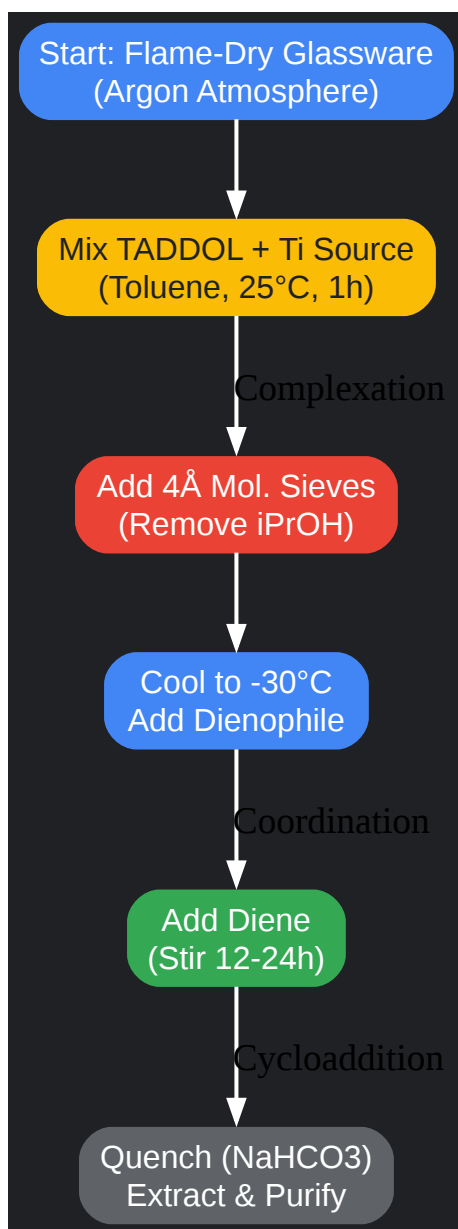 Start: Flame-Dry Glassware
(Argon Atmosphere)
Mix TADDOL + Ti Source
(Toluene, 25°C, 1h)
Complexation
Add 4Å Mol. Sieves
(Remove iPrOH)
Cool to -30°C
Add Dienophile
Coordination
Add Diene
(Stir 12-24h)
Cycloaddition
Quench (NaHCO3)
Extract & Purify